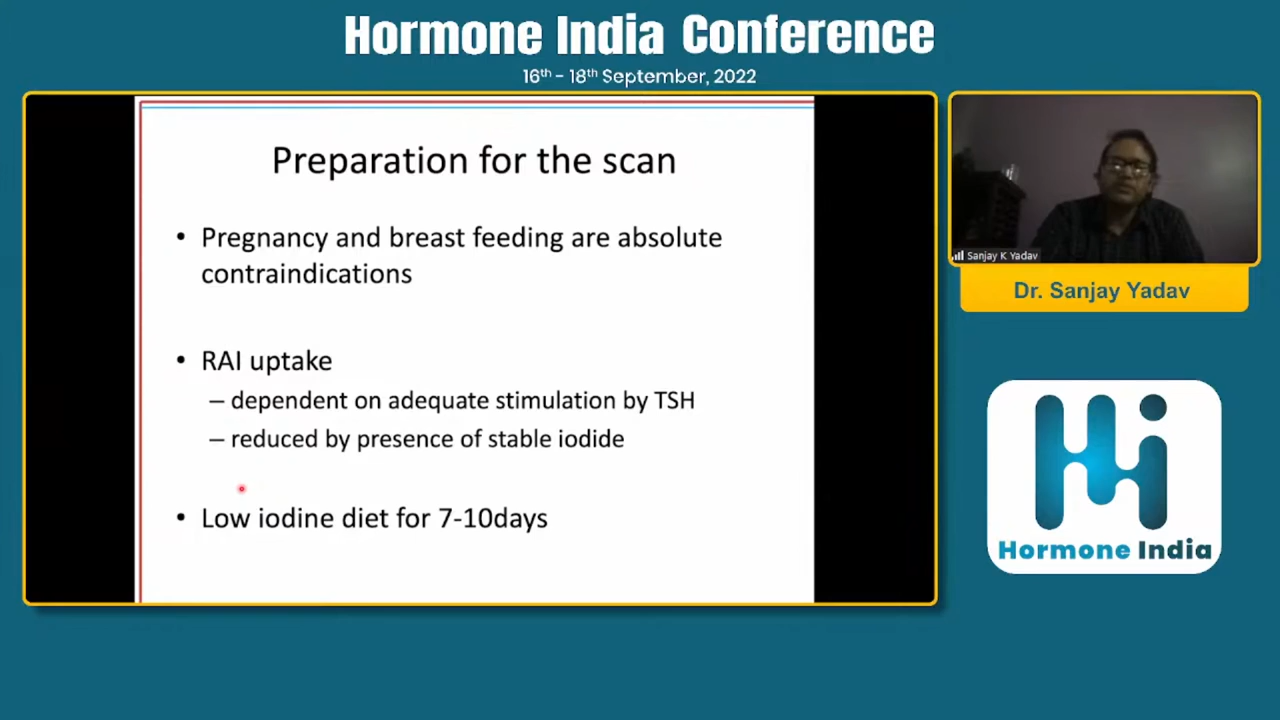 Hormone India Conference
16th - 18th September, 2022
Preparation for the scan
• Pregnancy and breast feeding are absolute
contraindications
• RAI uptake
– dependent on adequate stimulation by TSH
– reduced by presence of stable iodide
• Low iodine diet for 7-10days
Sanjay K Yadav
Dr. Sanjay Yadav
Hi
Hormone India